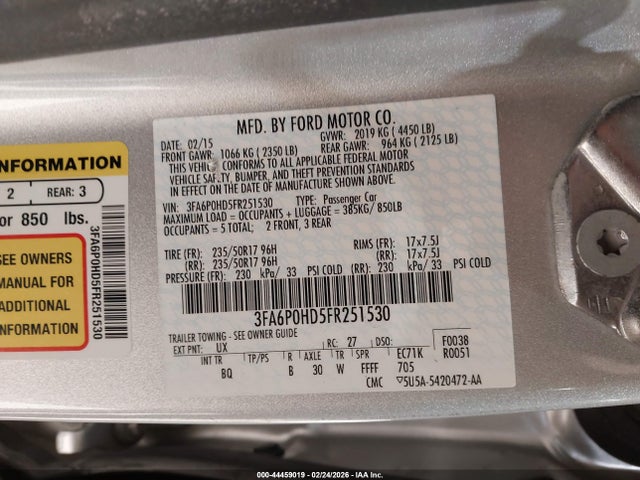 MFD. BY FORD MOTOR CO.
DATE: 02/15 GVWR: 2019 KG ( 4450 LB)
FRONT GAWR: 1066 KG ( 2350 LB) REAR GAWR: 964 KG ( 2125 LB)
THIS VEHICLE CONFORMS TO ALL APPLICABLE FEDERAL MOTOR
VEHICLE SAFETY, BUMPER, AND THEFT PREVENTION STANDARDS
IN EFFECT ON THE DATE OF MANUFACTURE SHOWN ABOVE.
VIN: 3FA6P0HD5FR251530 TYPE: Passenger Car
MAXIMUM LOAD = OCCUPANTS + LUGGAGE = 385KG/ 850LB
OCCUPANTS = 5 TOTAL; 2 FRONT, 3 REAR
TIRE (FR): 235/50R17 96H RIMS (FR): 17x7.5J
(RR): 235/50R17 96H (RR): 17x7.5J
PRESSURE (FR): 230 kPa/ 33 PSI COLD (RR): 230 kPa/ 33 PSI COLD
3FA6P0HD5FR251530
TRAILER TOWING - SEE OWNER GUIDE
EXT PNT: UX RC: 27 DSO: F0038
INT TR TP/PS R AXLE TR SPR EC71K R0051
BQ B 30 W FFFF 705
CMC 5U5A-5420472-AA
INFORMATION
2 REAR: 3
or 850 lbs.
SEE OWNERS
MANUAL FOR
ADDITIONAL
INFORMATION
3FA6P0HD5FR251530
000-44459019 - 02/24/2026 - IAA Inc.